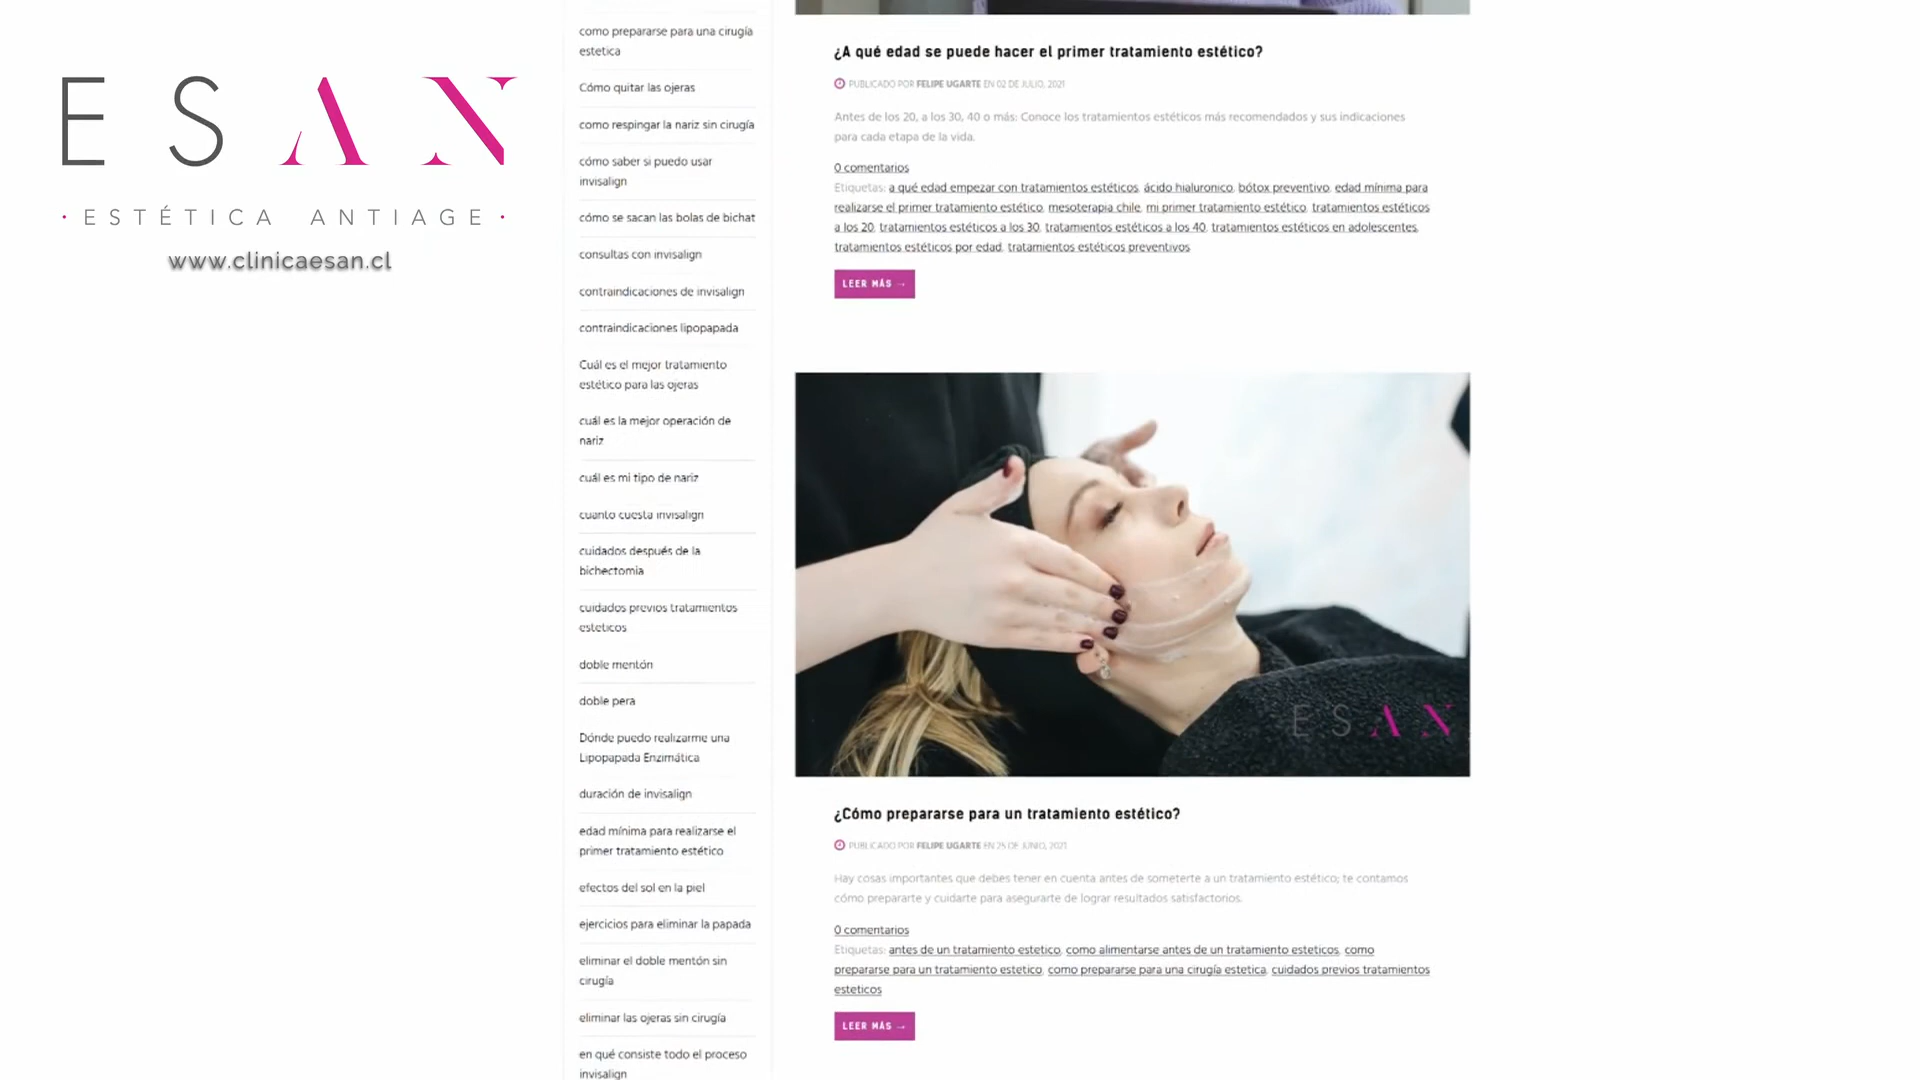 ESAN
• ESTÉTICA ANTIAGE •
www.clinicaesan.cl
como prepararse para una cirugía
estetica
Cómo quitar las ojeras
como respingar la nariz sin cirugía
cómo saber si puedo usar
invisalign
cómo se sacan las bolas de bichat
consultas con invisalign
contraindicaciones de invisalign
contraindicaciones lipopapada
Cuál es el mejor tratamiento
estético para las ojeras
cuál es la mejor operación de
nariz
cuál es mi tipo de nariz
cuanto cuesta invisalign
cuidados después de la
bichectomia
cuidados previos tratamientos
esteticos
doble mentón
doble pera
Dónde puedo realizarme una
Lipopapada Enzimática
duración de invisalign
edad mínima para realizarse el
primer tratamiento estético
efectos del sol en la piel
ejercicios para eliminar la papada
eliminar el doble mentón sin
cirugía
eliminar las ojeras sin cirugía
en qué consiste todo el proceso
invisalign
¿A qué edad se puede hacer el primer tratamiento estético?
PUBLICADO POR FELIPE UGARTE EN 02 DE JULIO, 2021
Antes de los 20, a los 30, 40 o más: Conoce los tratamientos estéticos más recomendados y sus indicaciones
para cada etapa de la vida.
0 comentarios
Etiquetas: a qué edad empezar con tratamientos estéticos, ácido hialuronico, bótox preventivo, edad mínima para
realizarse el primer tratamiento estético, mesoterapia chile, mi primer tratamiento estético, tratamientos estéticos
a los 20, tratamientos estéticos a los 30, tratamientos estéticos a los 40, tratamientos estéticos en adolescentes,
tratamientos estéticos por edad, tratamientos estéticos preventivos
LEER MÁS →
ESAN
¿Cómo prepararse para un tratamiento estético?
PUBLICADO POR FELIPE UGARTE EN 25 DE JUNIO, 2021
Hay cosas importantes que debes tener en cuenta antes de someterte a un tratamiento estético; te contamos
cómo prepararte y cuidarte para asegurarte de lograr resultados satisfactorios.
0 comentarios
Etiquetas: antes de un tratamiento estetico, como alimentarse antes de un tratamiento esteticos, como
prepararse para un tratamiento estetico, como prepararse para una cirugía estetica, cuidados previos tratamientos
esteticos
LEER MÁS →